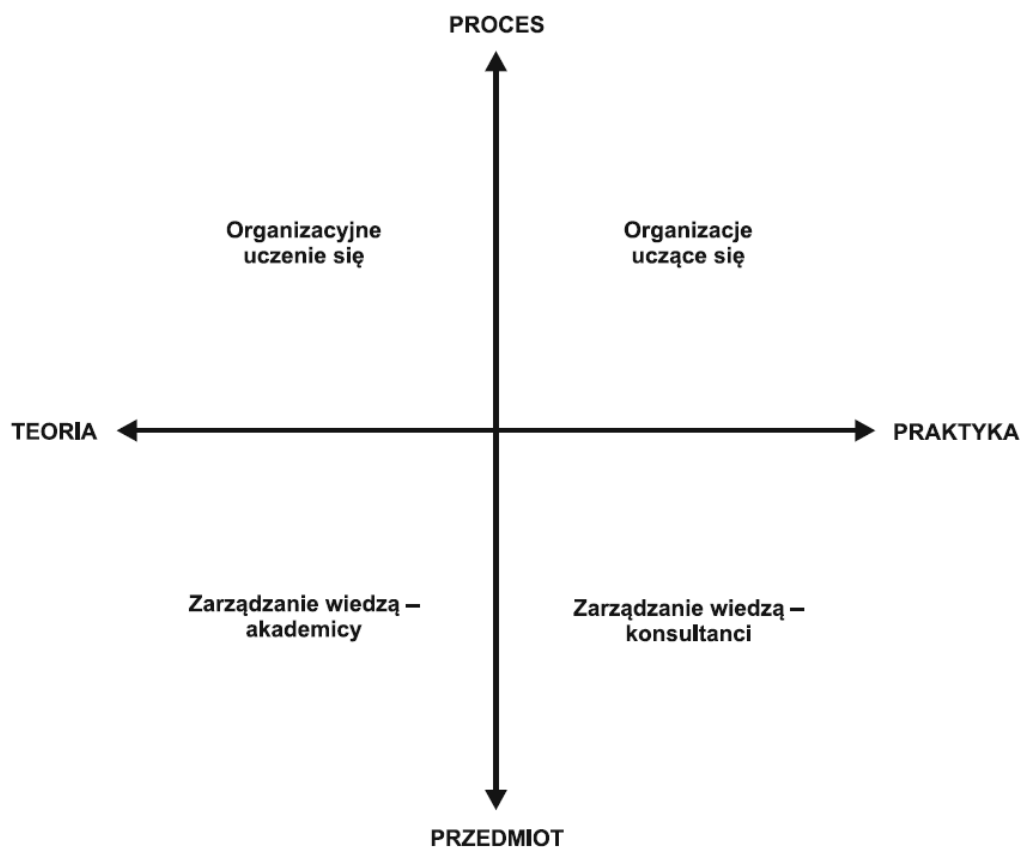 PROCES
Organizacyjne
uczenie się
Organizacje
uczące się
TEORIA
PRAKTYKA
Zarządzanie wiedzą –
akademicy
Zarządzanie wiedzą –
konsultanci
PRZEDMIOT